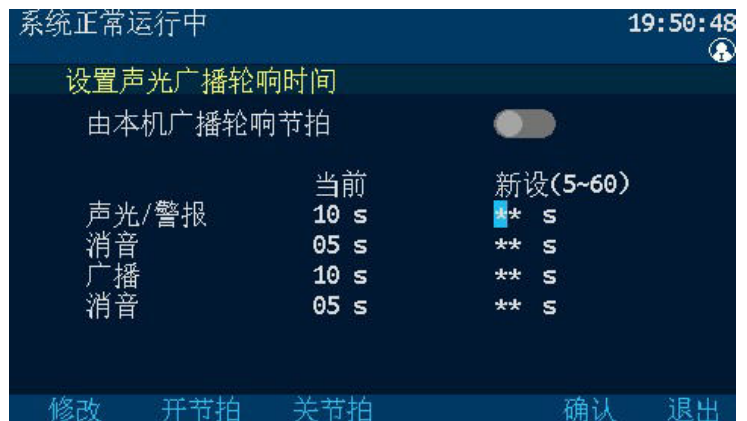 系统正常运行中 19:50:48
设置声光广播轮响时间
由本机广播轮响节拍
当前 新设(5~60)
声光/警报 10 s ** s
消音 05 s ** s
广播 10 s ** s
消音 05 s ** s
修改 开节拍 关节拍 确认 退出